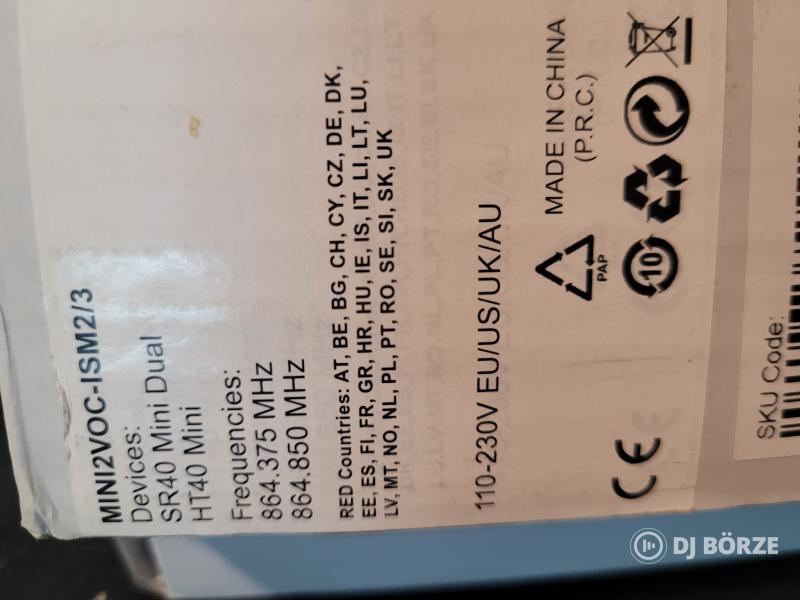 MINI2VOC-ISM2/3
Devices:
SR40 Mini Dual
HT40 Mini
Frequencies:
864.375 MHz
864.850 MHz
RED Countries: AT, BE, BG, CH, CY, CZ, DE, DK,
EE, ES, FI, FR, GR, HR, HU, IE, IS, IT, LI, LT, LU,
LV, MT, NO, NL, PL, PT, RO, SE, SI, SK, UK
110-230V EU/US/UK/AU
CE
MADE IN CHINA
(P.R.C.)
PAP
10
SKU Code:
DJ BÖRZE